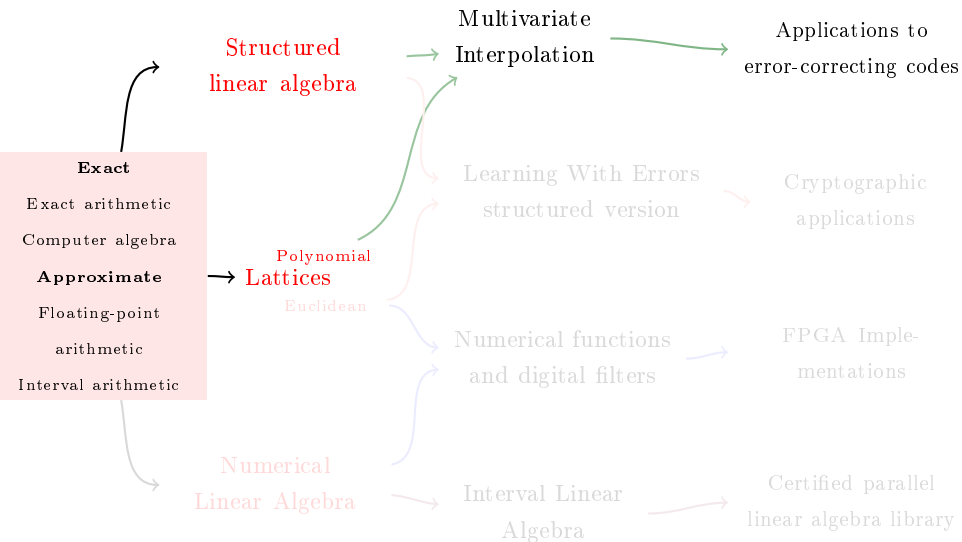 Structured
linear algebra
Multivariate
Interpolation
Applications to
error-correcting codes
Exact
Exact arithmetic
Computer algebra
Approximate
Floating-point
arithmetic
Interval arithmetic
Polynomial
Lattices
Euclidean
Learning With Errors
structured version
Cryptographic
applications
Numerical functions
and digital filters
FPGA Imple-
mentations
Numerical
Linear Algebra
Interval Linear
Algebra
Certified parallel
linear algebra library